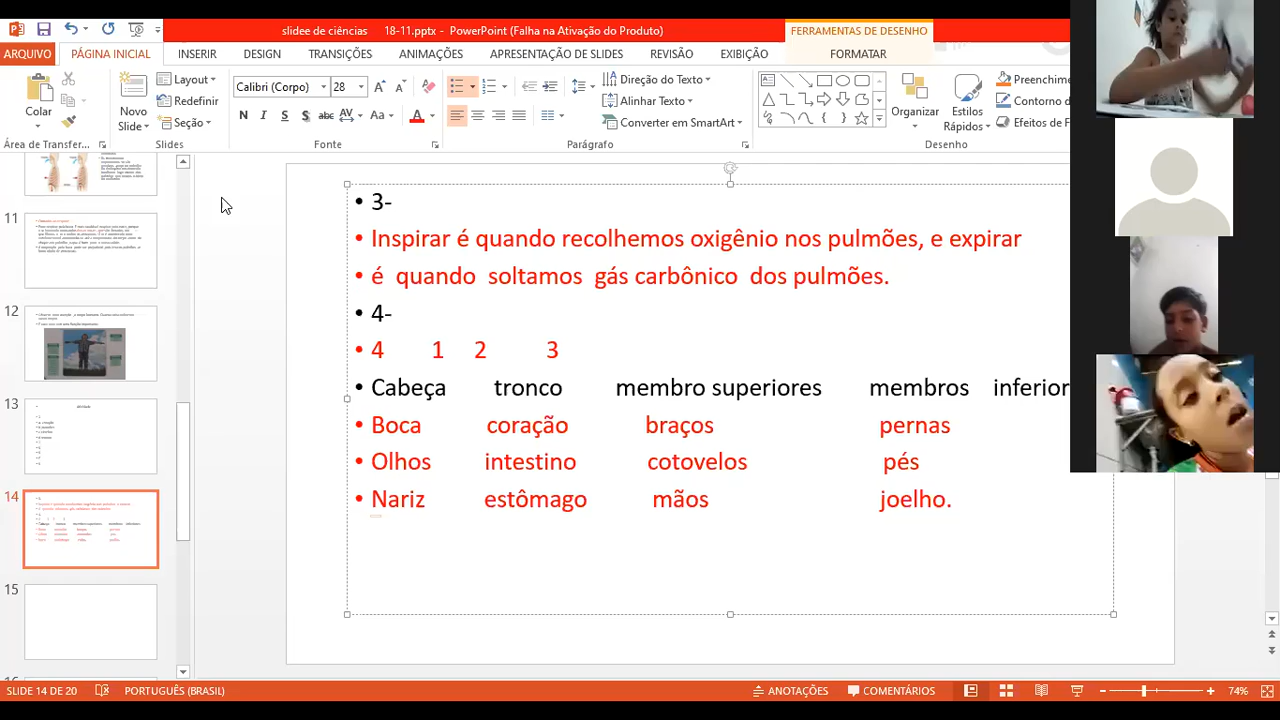 slidee de ciências 18-11.pptx - PowerPoint (Falha na Ativação do Produto)
FERRAMENTAS DE DESENHO
ARQUIVO PÁGINA INICIAL INSERIR DESIGN TRANSIÇÕES ANIMAÇÕES APRESENTAÇÃO DE SLIDES REVISÃO EXIBIÇÃO FORMATAR
Colar
Novo
Slide
Layout
Redefinir
Seção
Calibri (Corpo) 28
N I S S abc AV Aa A
Direção do Texto
Alinhar Texto
Converter em SmartArt
Organizar
Estilos
Rápidos
Preenchime
Contorno d
Efeitos de F
Área de Transfer... Slides Fonte Parágrafo Desenho
11
12
13
14
15
• 3-
• Inspirar é quando recolhemos oxigênio nos pulmões, e expirar
• é quando soltamos gás carbônico dos pulmões.
• 4-
• 4 1 2 3
• Cabeça tronco membro superiores membros inferior
• Boca coração braços pernas
• Olhos intestino cotovelos pés
• Nariz estômago mãos joelho.
SLIDE 14 DE 20 PORTUGUÊS (BRASIL) ANOTAÇÕES COMENTÁRIOS 74%